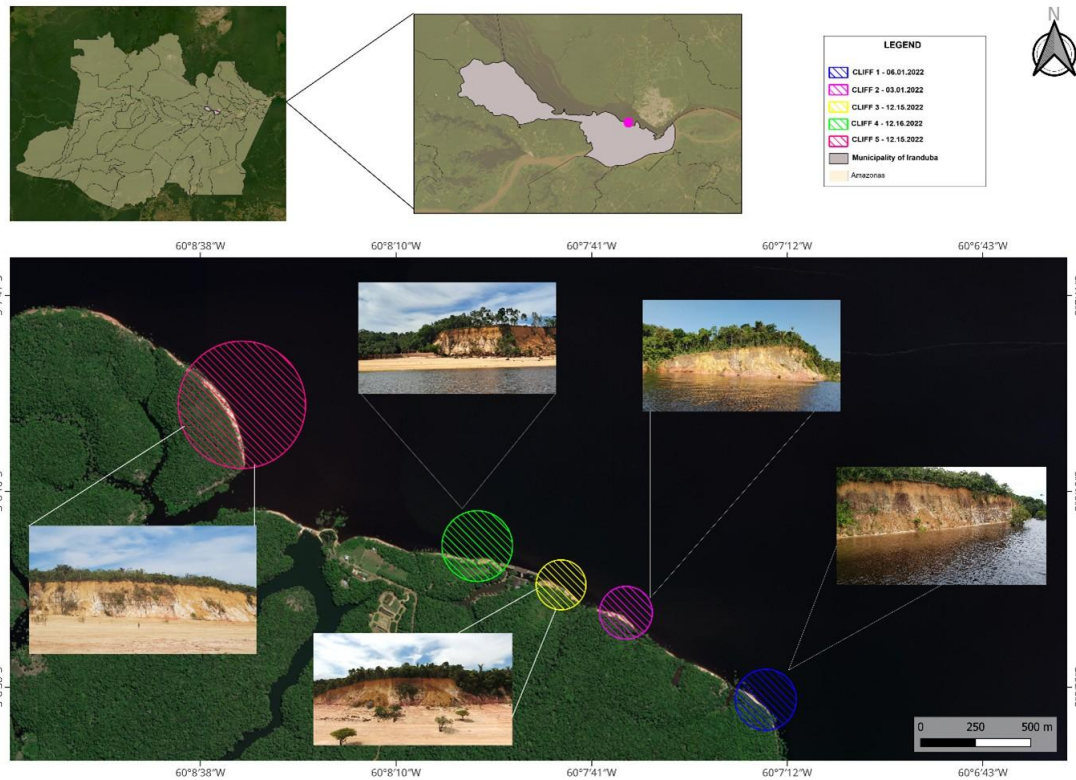 N
LEGEND
CLIFF 1 - 06.01.2022
CLIFF 2 - 03.01.2022
CLIFF 3 - 12.15.2022
CLIFF 4 - 12.16.2022
CLIFF 5 - 12.15.2022
Municipality of Iranduba
Amazonas
60°8'38"W 60°8'10"W 60°7'41"W 60°7'12"W 60°6'43"W
0 250 500 m
60°8'38"W 60°8'10"W 60°7'41"W 60°7'12"W 60°6'43"W